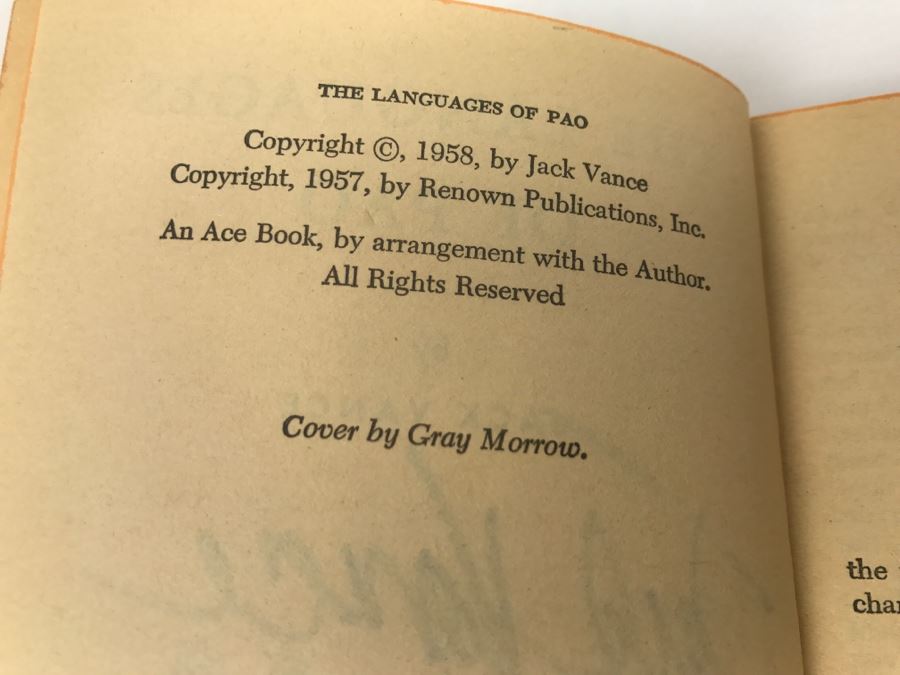 THE LANGUAGES OF PAO
Copyright ©, 1958, by Jack Vance
Copyright, 1957, by Renown Publications, Inc.
An Ace Book, by arrangement with the Author.
All Rights Reserved
Cover by Gray Morrow.
the